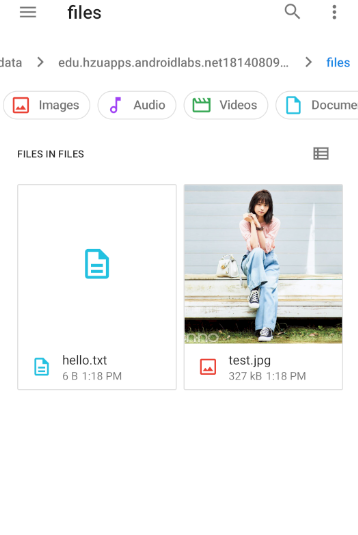 files
data > edu.hzuapps.androidlabs.net18140809... > files
Images Audio Videos Docume
FILES IN FILES
hello.txt
6 B 1:18 PM
test.jpg
327 kB 1:18 PM